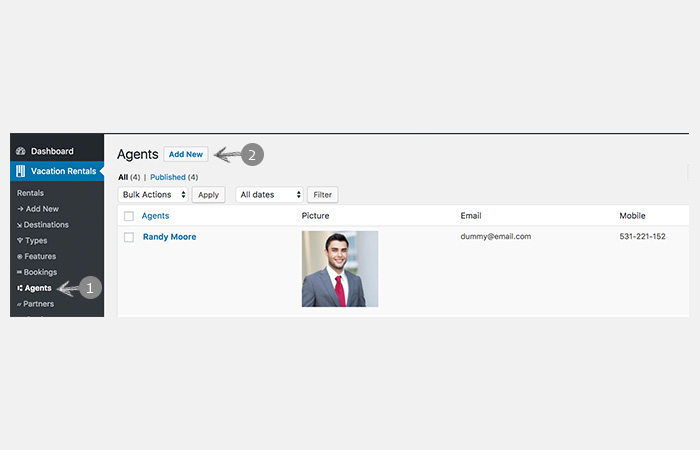 Dashboard
Vacation Rentals
Rentals
Add New
Destinations
Types
Features
Bookings
Agents 1
Partners
Agents Add New 2
All (4) | Published (4)
Bulk Actions Apply All dates Filter
Agents Picture Email Mobile
Randy Moore dummy@email.com 531-221-152